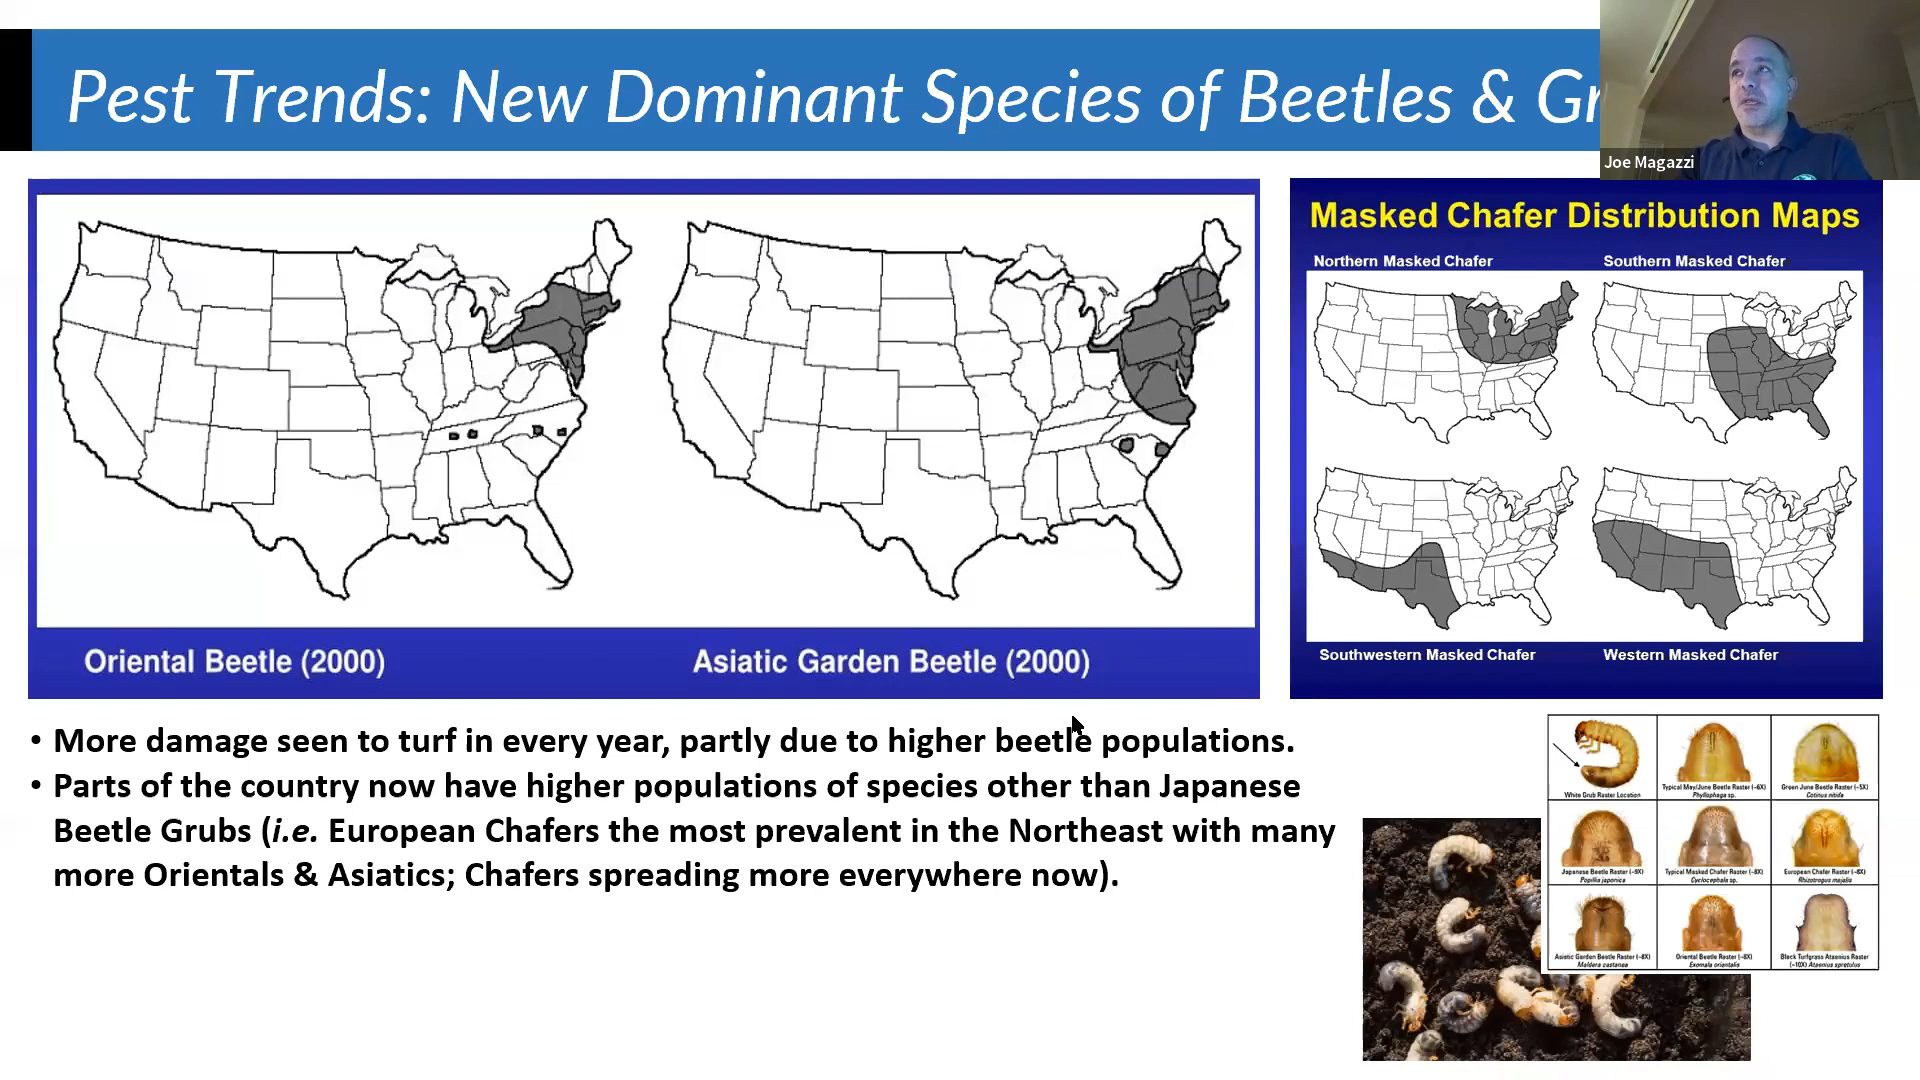 Pest Trends: New Dominant Species of Beetles & Gr
Joe Magazzi
Masked Chafer Distribution Maps
Northern Masked Chafer
Southern Masked Chafer
Southwestern Masked Chafer
Western Masked Chafer
Oriental Beetle (2000)
Asiatic Garden Beetle (2000)
• More damage seen to turf in every year, partly due to higher beetle populations.
• Parts of the country now have higher populations of species other than Japanese
Beetle Grubs (i.e. European Chafers the most prevalent in the Northeast with many
more Orientals & Asiatics; Chafers spreading more everywhere now).
White Grub Raster Location
Typical May/June Beetle Raster (~6X)
Phyllophaga sp.
Green June Beetle Raster (~5X)
Cotinus nitida
Japanese Beetle Raster (~9X)
Popillia japonica
Typical Masked Chafer Raster (~8X)
Cyclocephala sp.
European Chafer Raster (~8X)
Rhizotrogus majalis
Asiatic Garden Beetle Raster (~8X)
Maldera castanea
Oriental Beetle Raster (~8X)
Exomala orientalis
Black Turfgrass Ataenius Raster
(~10X) Ataenius spretulus